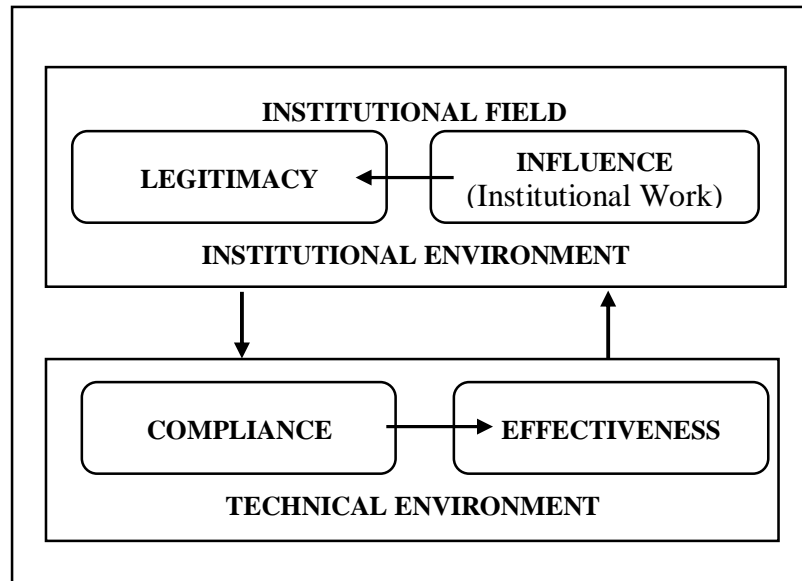 INSTITUTIONAL FIELD
LEGITIMACY
INFLUENCE
(Institutional Work)
INSTITUTIONAL ENVIRONMENT
COMPLIANCE
EFFECTIVENESS
TECHNICAL ENVIRONMENT